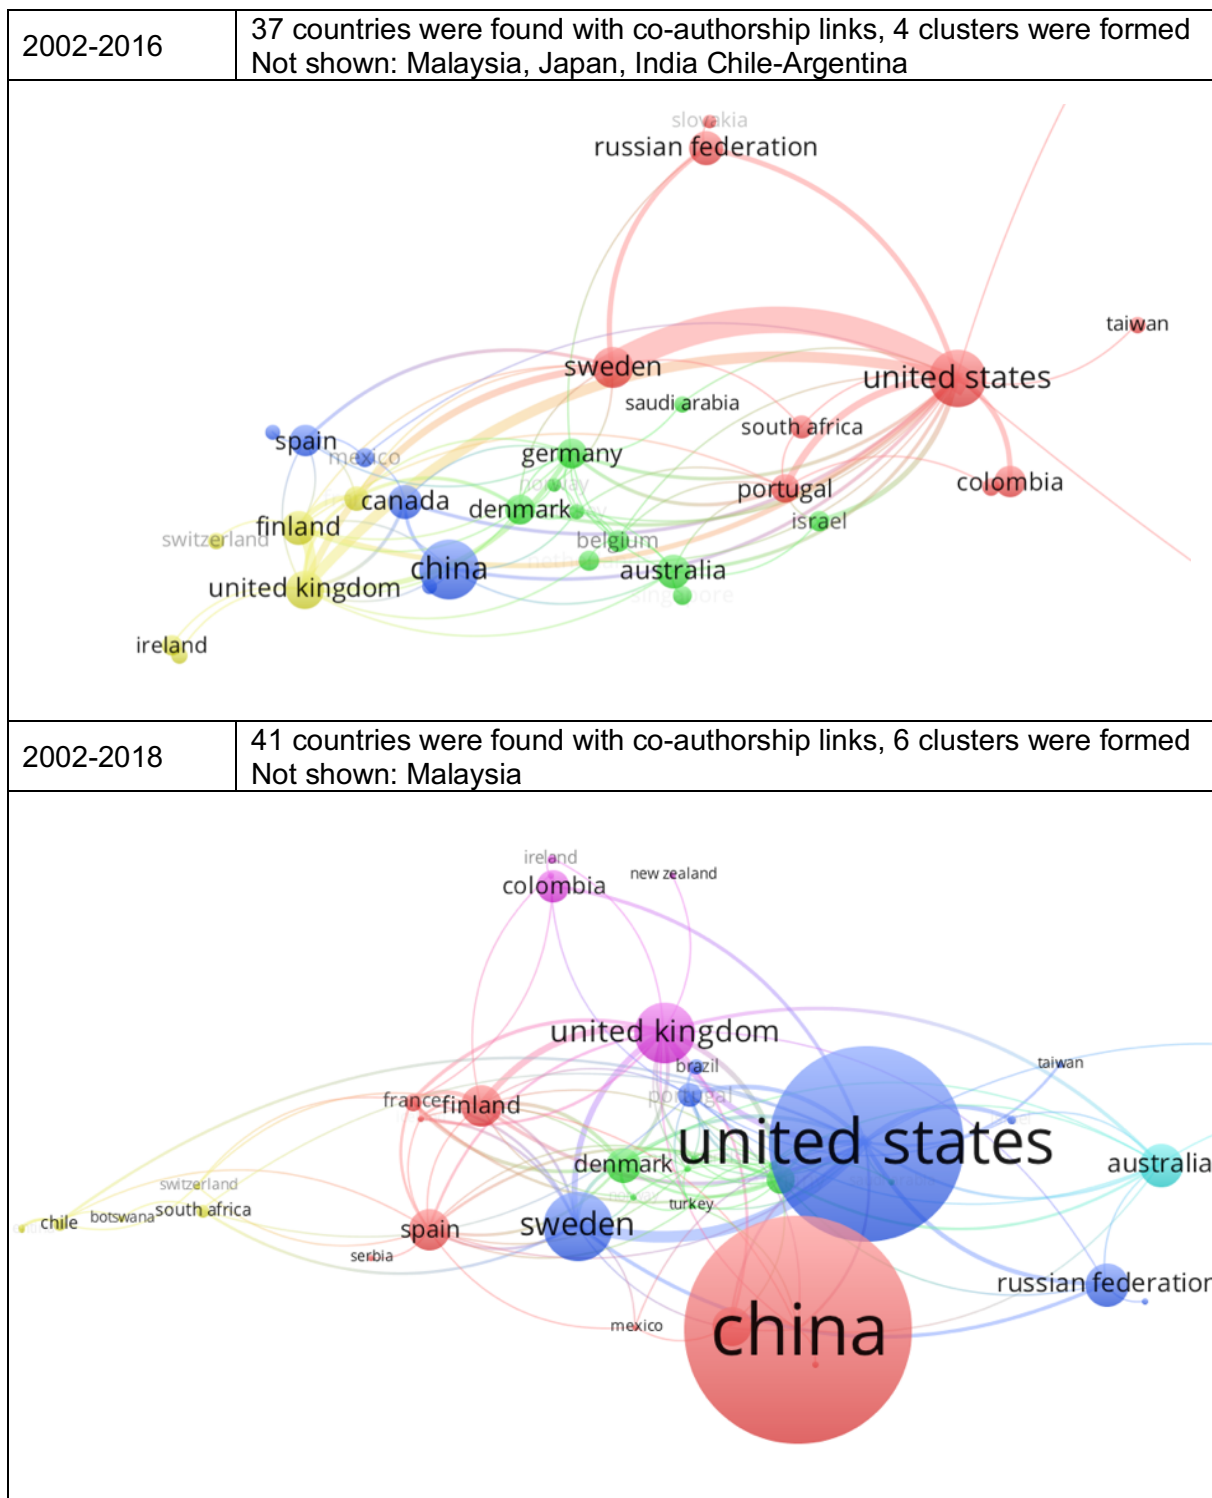 2002-2016
37 countries were found with co-authorship links, 4 clusters were formed
Not shown: Malaysia, Japan, India Chile-Argentina
slovakia
russian federation
taiwan
sweden
united states
saudi arabia
south africa
spain
mexico
germany
norway
portugal
colombia
canada
denmark
israel
finland
switzerland
belgium
china
australia
united kingdom
singapore
ireland
2002-2018
41 countries were found with co-authorship links, 6 clusters were formed
Not shown: Malaysia
ireland
colombia
new zealand
united kingdom
brazil
taiwan
portugal
france
finland
united states
denmark
australia
switzerland
south africa
botswana
chile
turkey
spain
sweden
serbia
russian federation
mexico
china